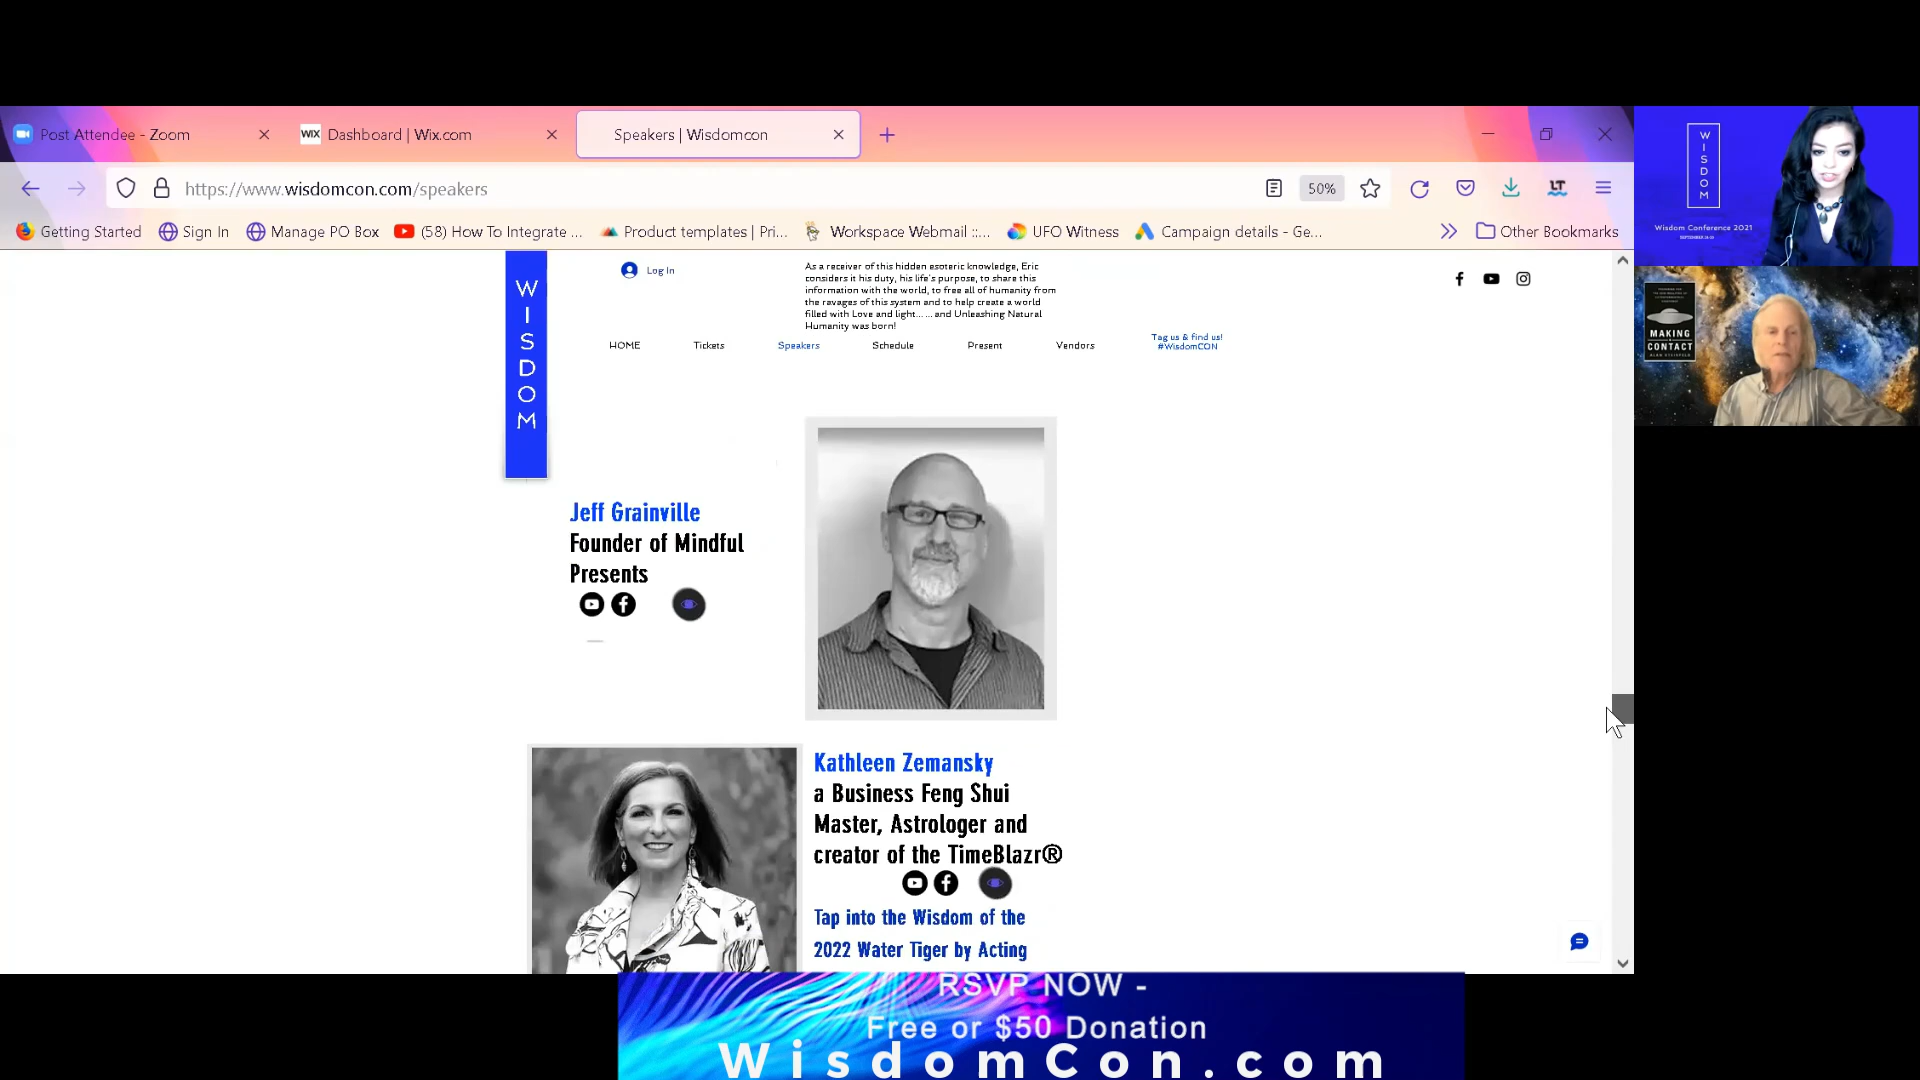 Post Attendee - Zoom
WIX Dashboard | Wix.com
Speakers | Wisdomcon
https://www.wisdomcon.com/speakers
50%
LT
Getting Started
Sign In
Manage PO Box
(58) How To Integrate ...
Product templates | Pri...
Workspace Webmail ::...
UFO Witness
Campaign details - Ge...
Other Bookmarks
WISDOM
Log In
As a receiver of this hidden esoteric knowledge, Eric
considers it his duty, his life's purpose, to share this
information with the world, to free all of humanity from
the ravages of this system and to help create a world
filled with Love and light... ... and Unleashing Natural
Humanity was born!
HOME
Tickets
Speakers
Schedule
Present
Vendors
Tag us & find us!
#WisdomCON
Jeff Grainville
Founder of Mindful
Presents
Kathleen Zemansky
a Business Feng Shui
Master, Astrologer and
creator of the TimeBlazr®
Tap into the Wisdom of the
2022 Water Tiger by Acting
WISDOM
Wisdom Conference 2021
MAKING
CONTACT
ALAN STEINFELD
RSVP NOW -
Free or $50 Donation
WisdomCon.com